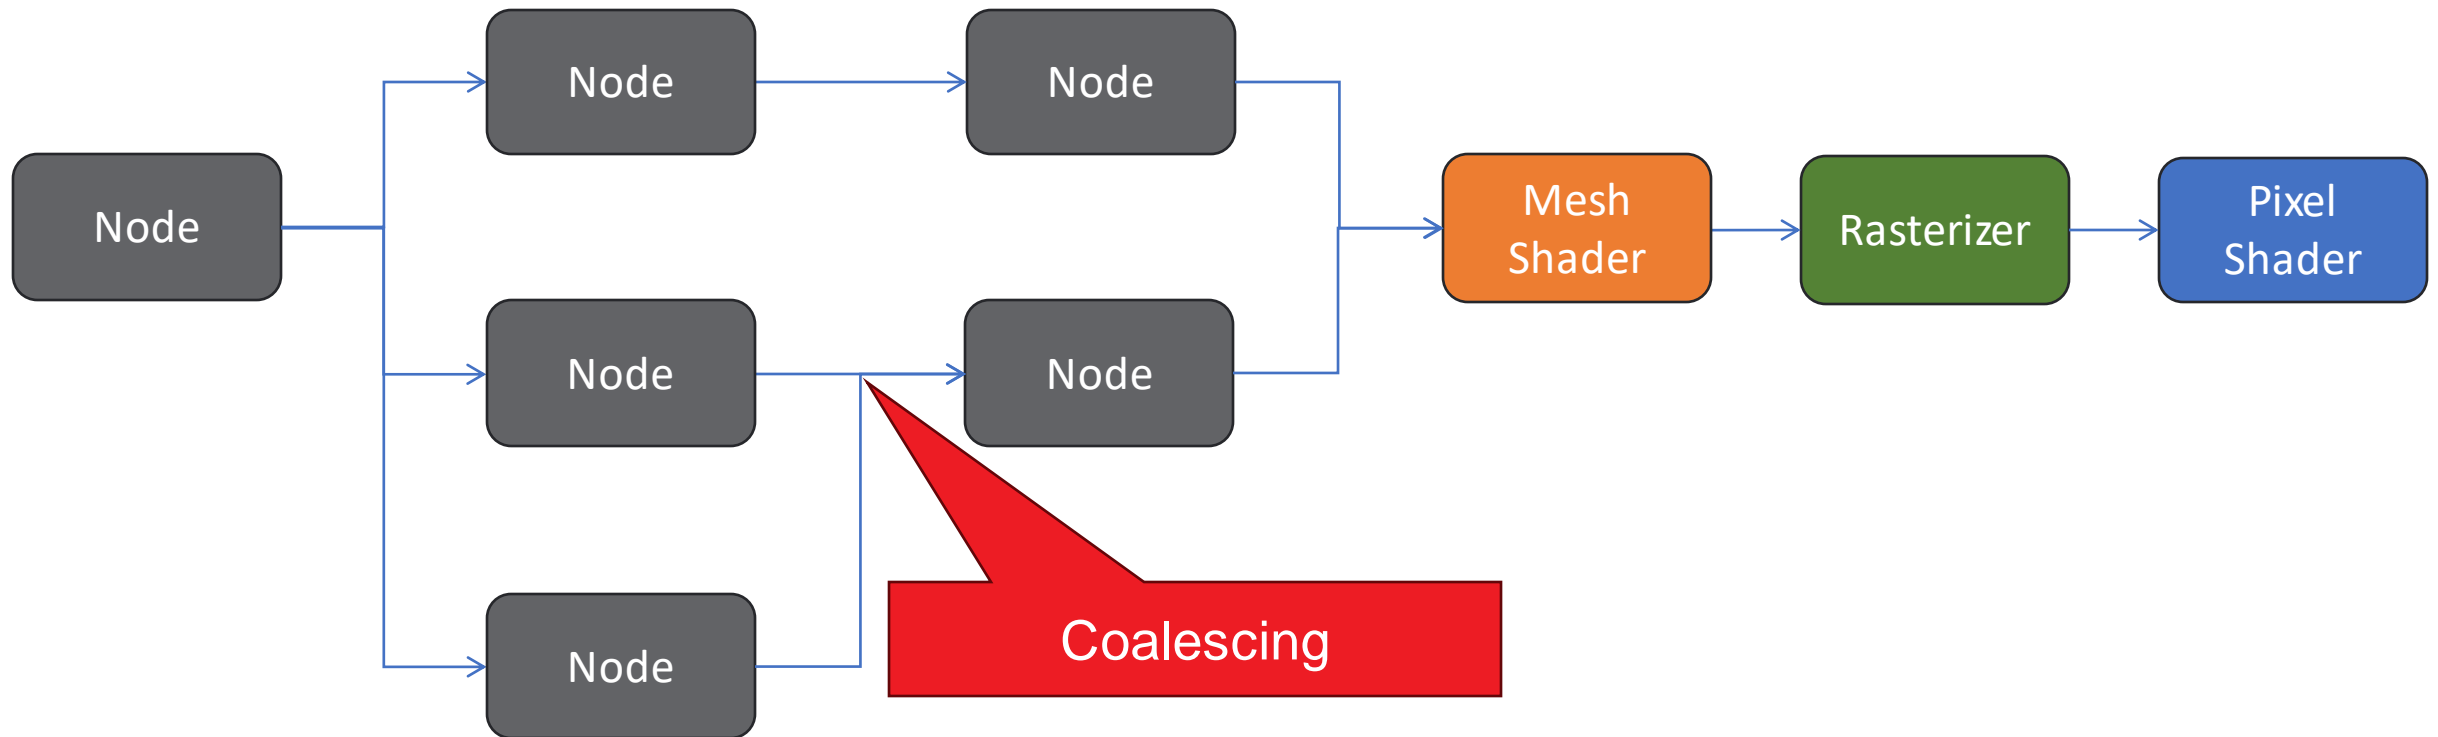 Node
Node
Node
Node
Node
Node
Mesh
Shader
Rasterizer
Pixel
Shader
Coalescing